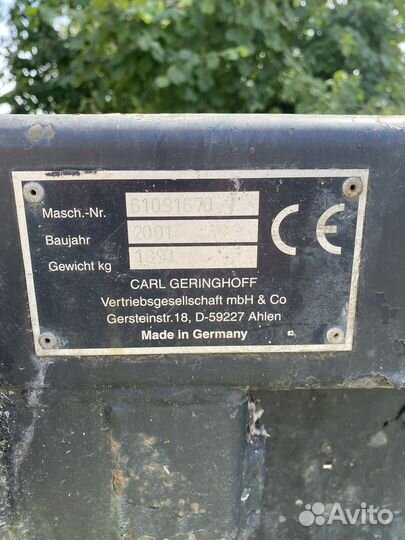 Masch.-Nr. 61091670
Baujahr 2001
Gewicht kg 1890
CE
CARL GERINGHOFF
Vertriebsgesellschaft mbH & Co
Gersteinstr.18, D-59227 Ahlen
Made in Germany
Avito